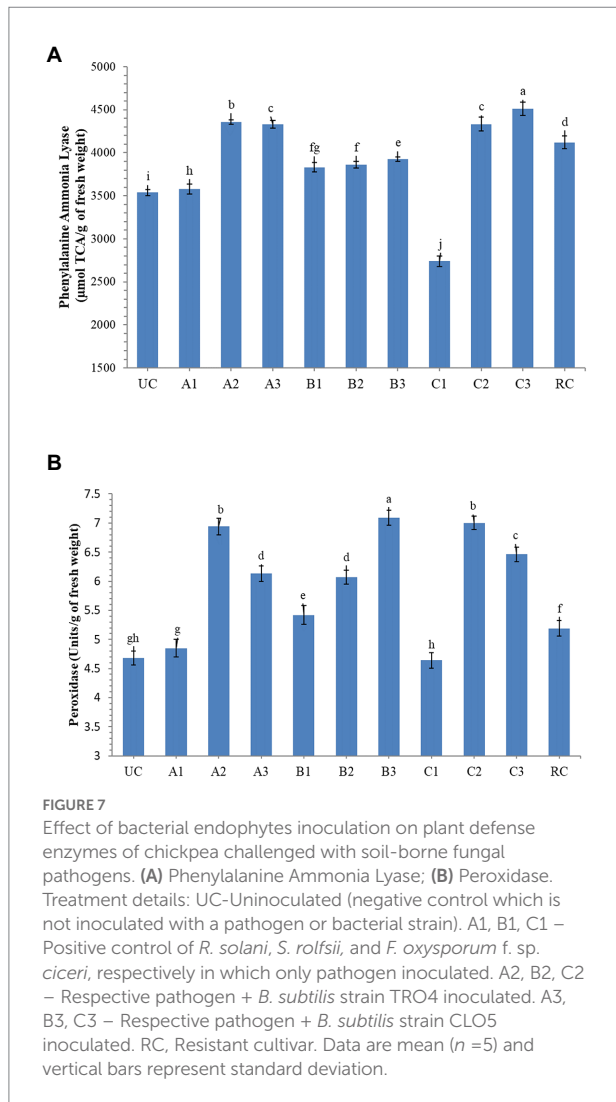 A
Phenylalanine Ammonia Lyase
(µmol TCA/g of fresh weight)
5000
4500
4000
3500
3000
2500
2000
1500
i
h
b
c
fg
f
e
j
c
a
d
UC A1 A2 A3 B1 B2 B3 C1 C2 C3 RC
B
Peroxidase (Units/g of fresh weight)
7.5
7
6.5
6
5.5
5
4.5
4
3.5
3
gh
g
b
d
e
d
a
h
b
c
f
UC A1 A2 A3 B1 B2 B3 C1 C2 C3 RC
FIGURE 7
Effect of bacterial endophytes inoculation on plant defense
enzymes of chickpea challenged with soil-borne fungal
pathogens. (A) Phenylalanine Ammonia Lyase; (B) Peroxidase.
Treatment details: UC-Uninoculated (negative control which is
not inoculated with a pathogen or bacterial strain). A1, B1, C1 –
Positive control of R. solani, S. rolfsii, and F. oxysporum f. sp.
ciceri, respectively in which only pathogen inoculated. A2, B2, C2
– Respective pathogen + B. subtilis strain TRO4 inoculated. A3,
B3, C3 – Respective pathogen + B. subtilis strain CLO5
inoculated. RC, Resistant cultivar. Data are mean (n =5) and
vertical bars represent standard deviation.